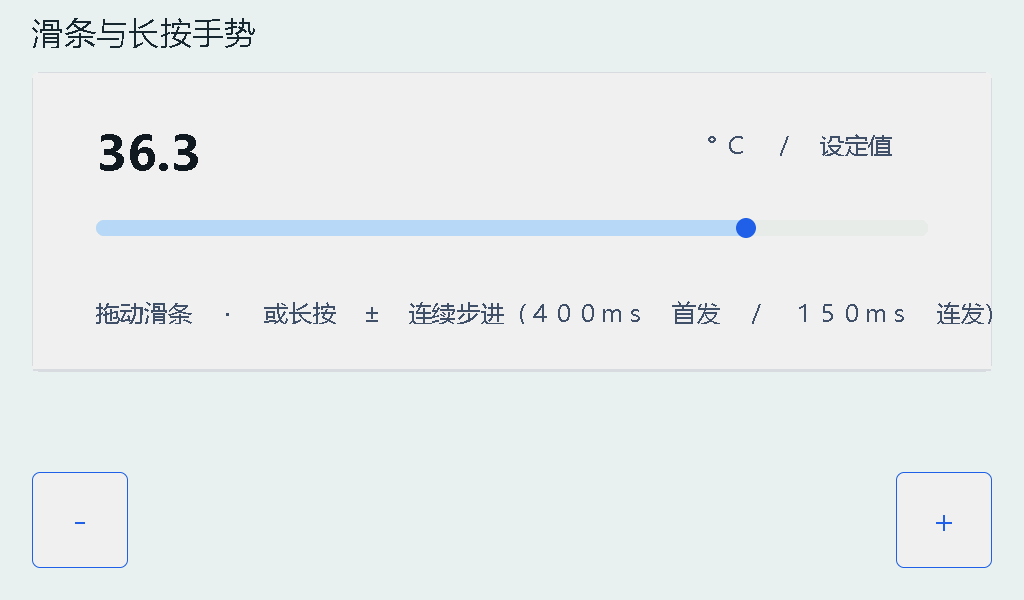 滑条与长按手势
36.3
°C / 设定值
拖动滑条 · 或长按 ± 连续步进(400ms 首发 / 150ms 连发)
-
+